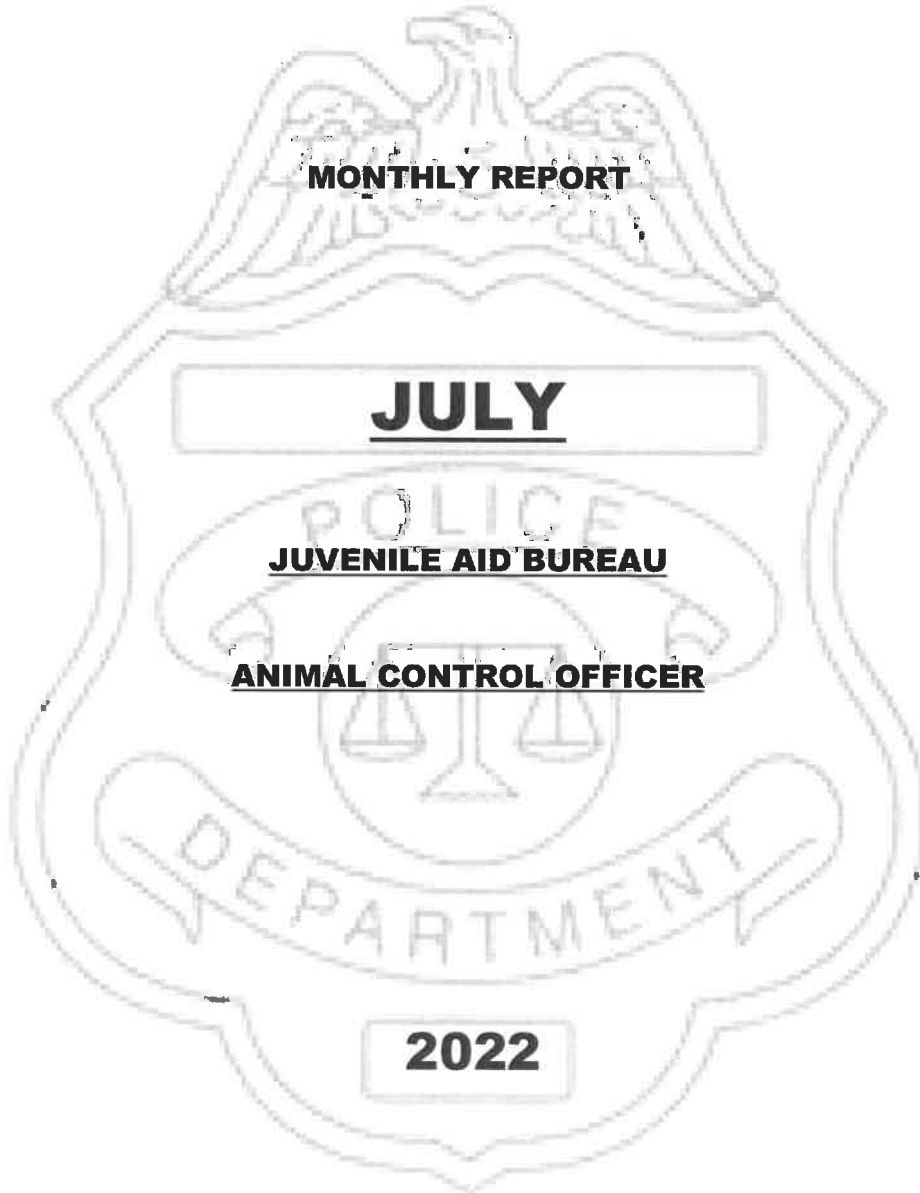 MONTHLY REPORT
JULY
POLICE
JUVENILE AID BUREAU
ANIMAL CONTROL OFFICER
DEPARTMENT
2022